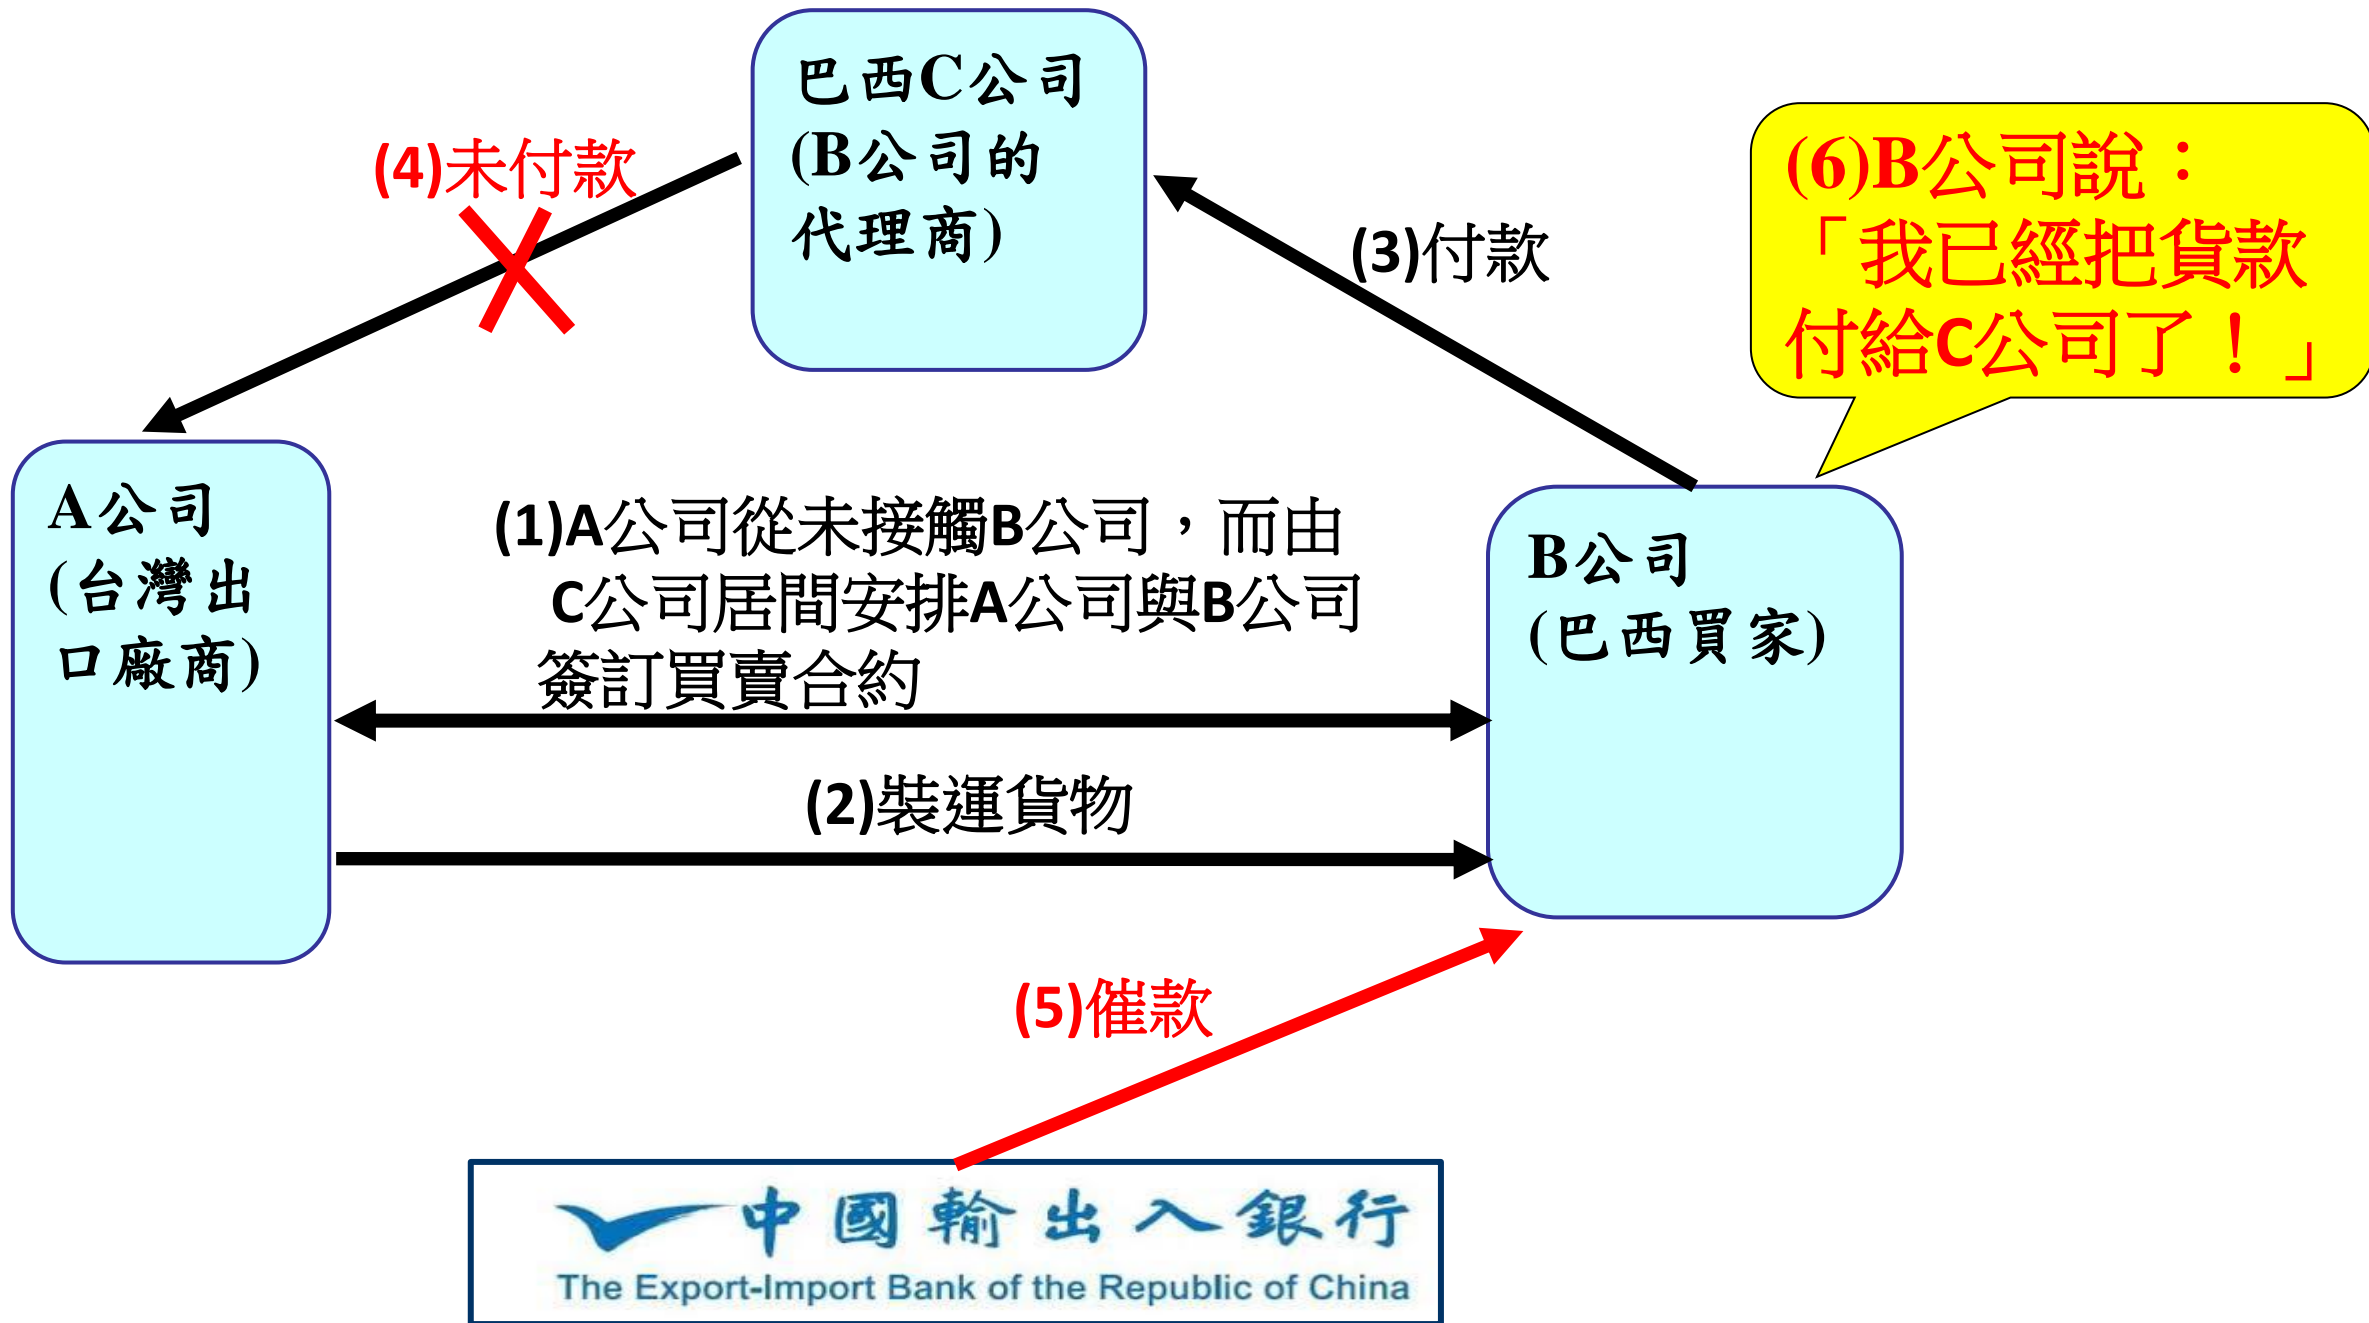 巴西C公司
(B公司的
代理商)
(4)未付款
(3)付款
(6)B公司說：
「我已經把貨款
付給C公司了！」
A公司
(台灣出
口廠商)
(1)A公司從未接觸B公司，而由
C公司居間安排A公司與B公司
簽訂買賣合約
B公司
(巴西買家)
(2)裝運貨物
(5)催款
中國輸出入銀行
The Export-Import Bank of the Republic of China